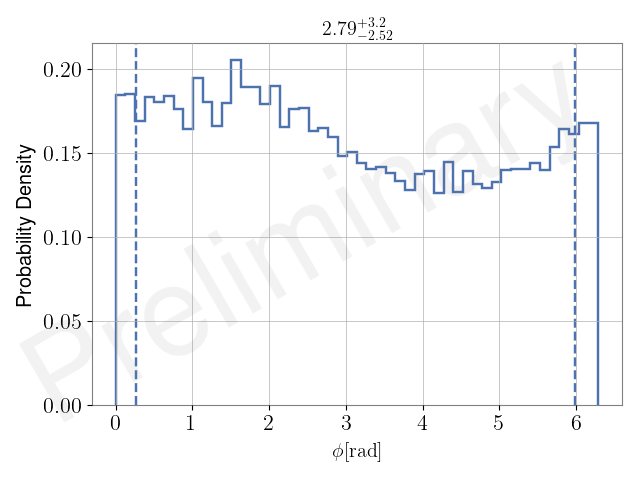 2.79^{+3.2}_{-2.52}
0.20
0.15
0.10
0.05
0.00
Probability Density
Preliminary
0 1 2 3 4 5 6
ϕ[rad]